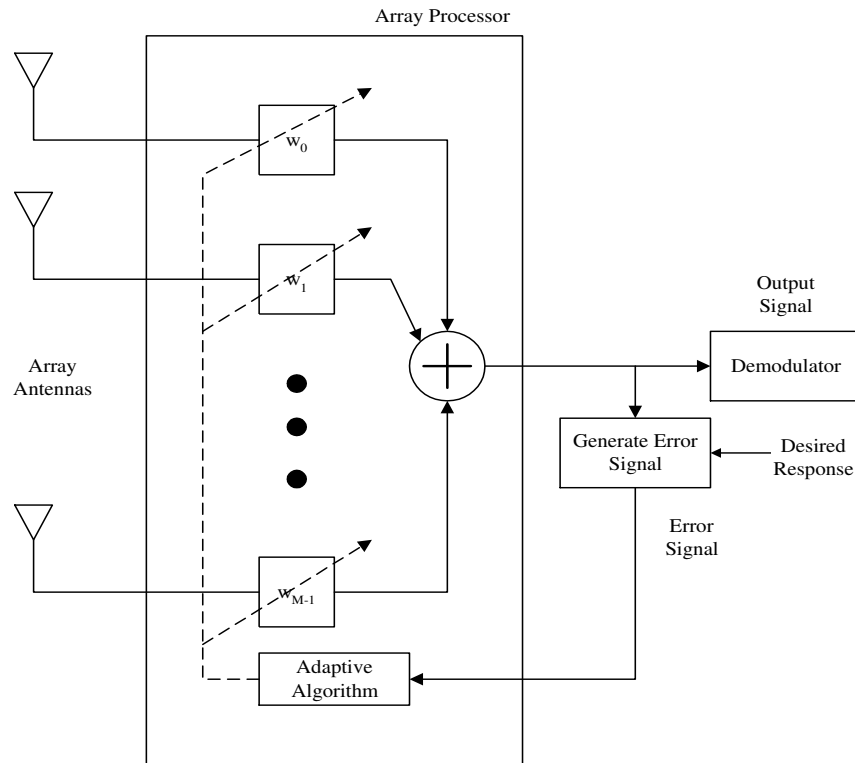 Array Processor
w0
w1
Output
Signal
Array
Antennas
Demodulator
Generate Error
Signal
Desired
Response
Error
Signal
wM-1
Adaptive
Algorithm